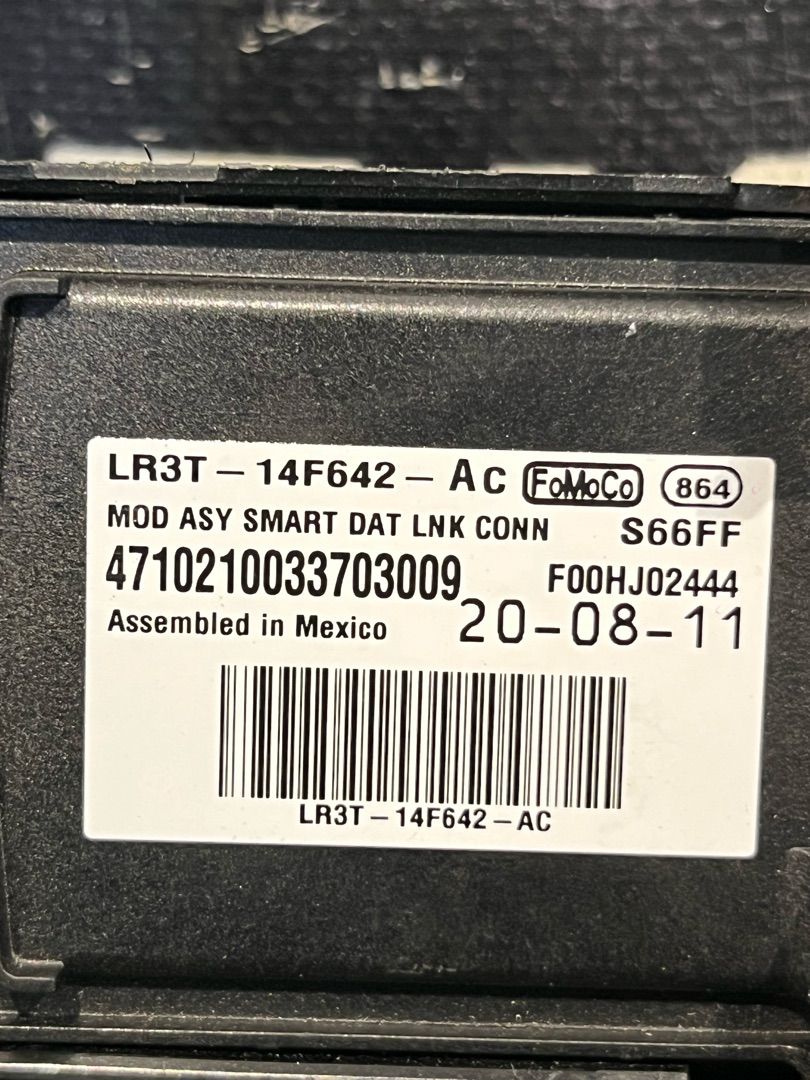 LR3T-14F642-AC FoMoCo 864
MOD ASY SMART DAT LNK CONN S66FF
4710210033703009 F00HJ02444
Assembled in Mexico 20-08-11
LR3T-14F642-AC